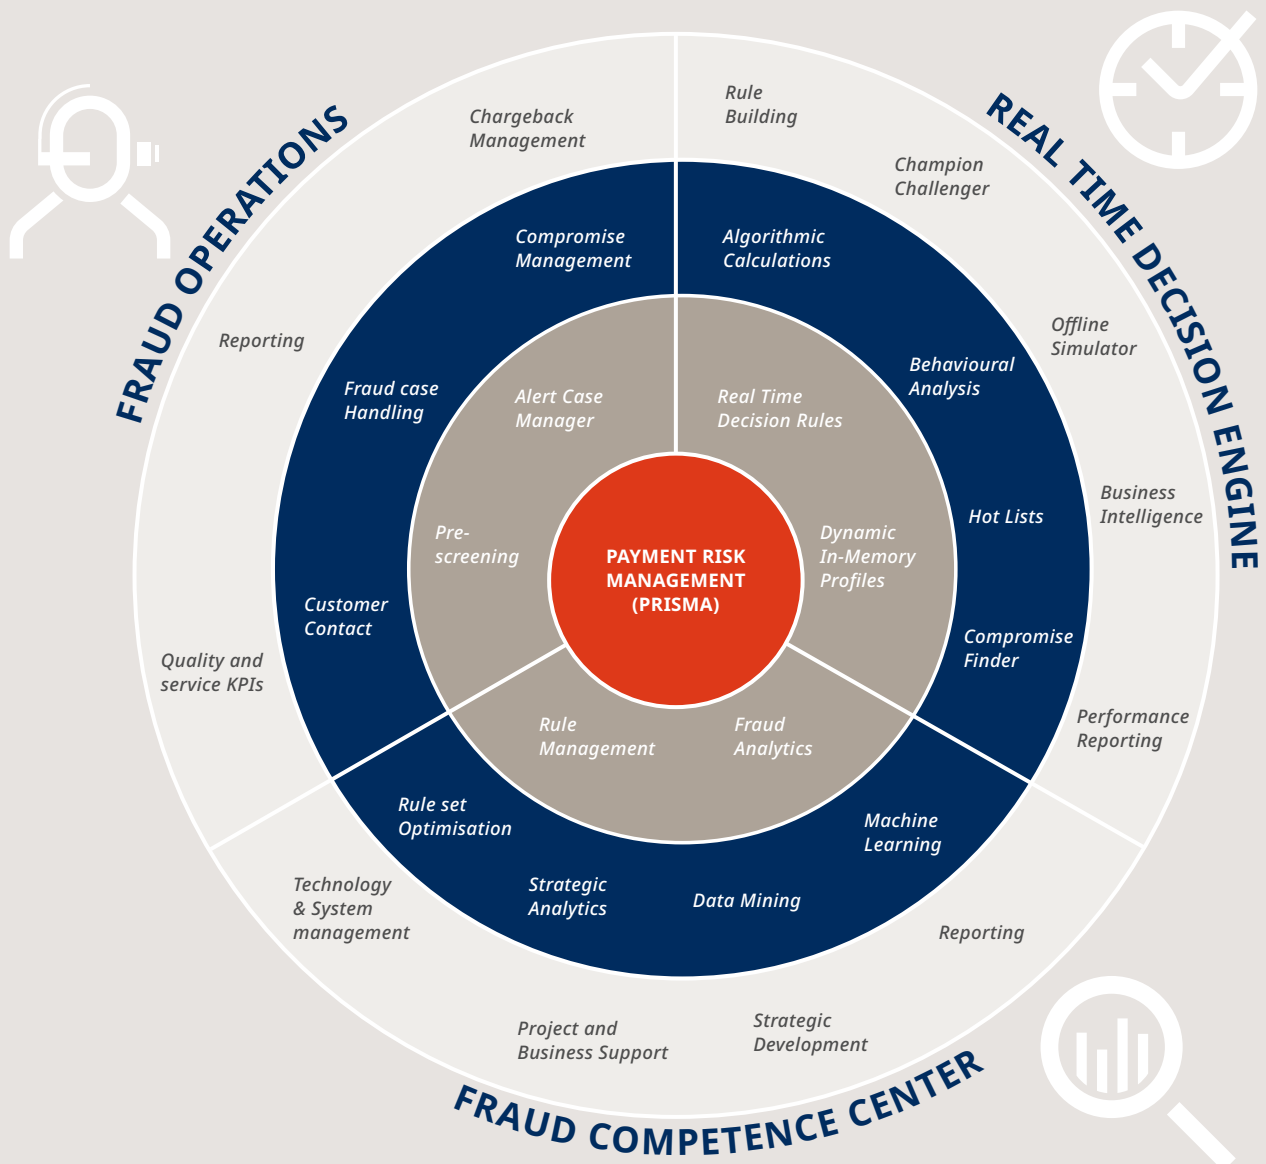 FRAUD OPERATIONS
REAL TIME DECISION ENGINE
FRAUD COMPETENCE CENTER
Chargeback
Management
Reporting
Quality and
service KPIs
Rule
Building
Champion
Challenger
Offline
Simulator
Business
Intelligence
Performance
Reporting
Technology
& System
management
Project and
Business Support
Strategic
Development
Reporting
Compromise
Management
Fraud case
Handling
Customer
Contact
Algorithmic
Calculations
Behavioural
Analysis
Hot Lists
Compromise
Finder
Rule set
Optimisation
Strategic
Analytics
Data Mining
Machine
Learning
Alert Case
Manager
Pre-
screening
Real Time
Decision Rules
Dynamic
In-Memory
Profiles
Rule
Management
Fraud
Analytics
PAYMENT RISK
MANAGEMENT
(PRISMA)